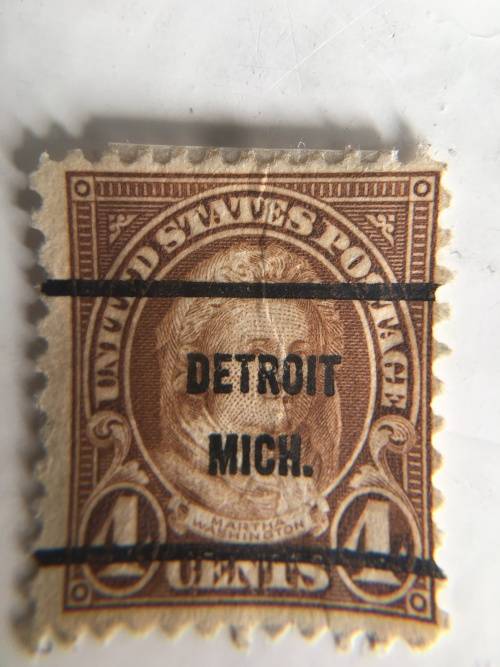 UNITED STATES POSTAGE
DETROIT
MICH.
MARTHA
WASHINGTON
4 CENTS 4